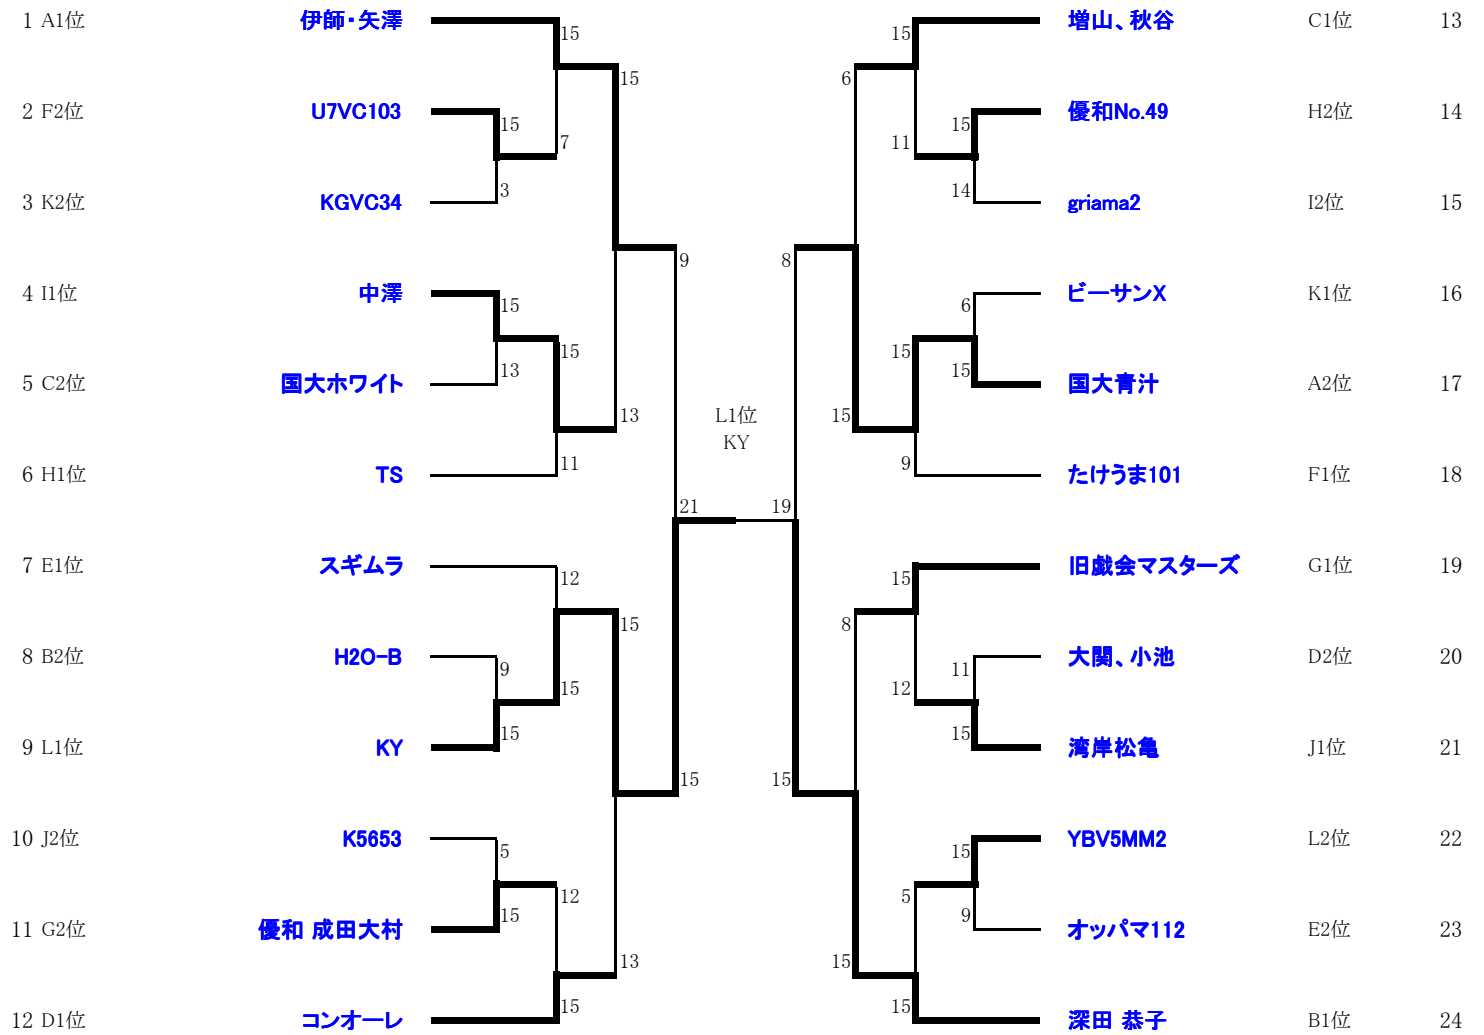 1 A1位 伊師・矢澤 15 15 増山、秋谷 C1位 13
15 6
2 F2位 U7VC103 15 15 優和No.49 H2位 14
7 11
3 K2位 KGVC34 3 14 griama2 I2位 15
9 8
4 I1位 中澤 15 6 ビーサンX K1位 16
15 15
5 C2位 国大ホワイト 13 15 国大青汁 A2位 17
13 L1位 15
KY
6 H1位 TS 11 9 たけうま101 F1位 18
21 19
7 E1位 スギムラ 12 15 旧戯会マスターズ G1位 19
15 8
8 B2位 H2O-B 9 11 大関、小池 D2位 20
15 12
9 L1位 KY 15 15 湾岸松亀 J1位 21
15 15
10 J2位 K5653 5 15 YBV5MM2 L2位 22
12 5
11 G2位 優和 成田大村 15 9 オッパマ112 E2位 23
13 15
12 D1位 コンオーレ 15 15 深田 恭子 B1位 24